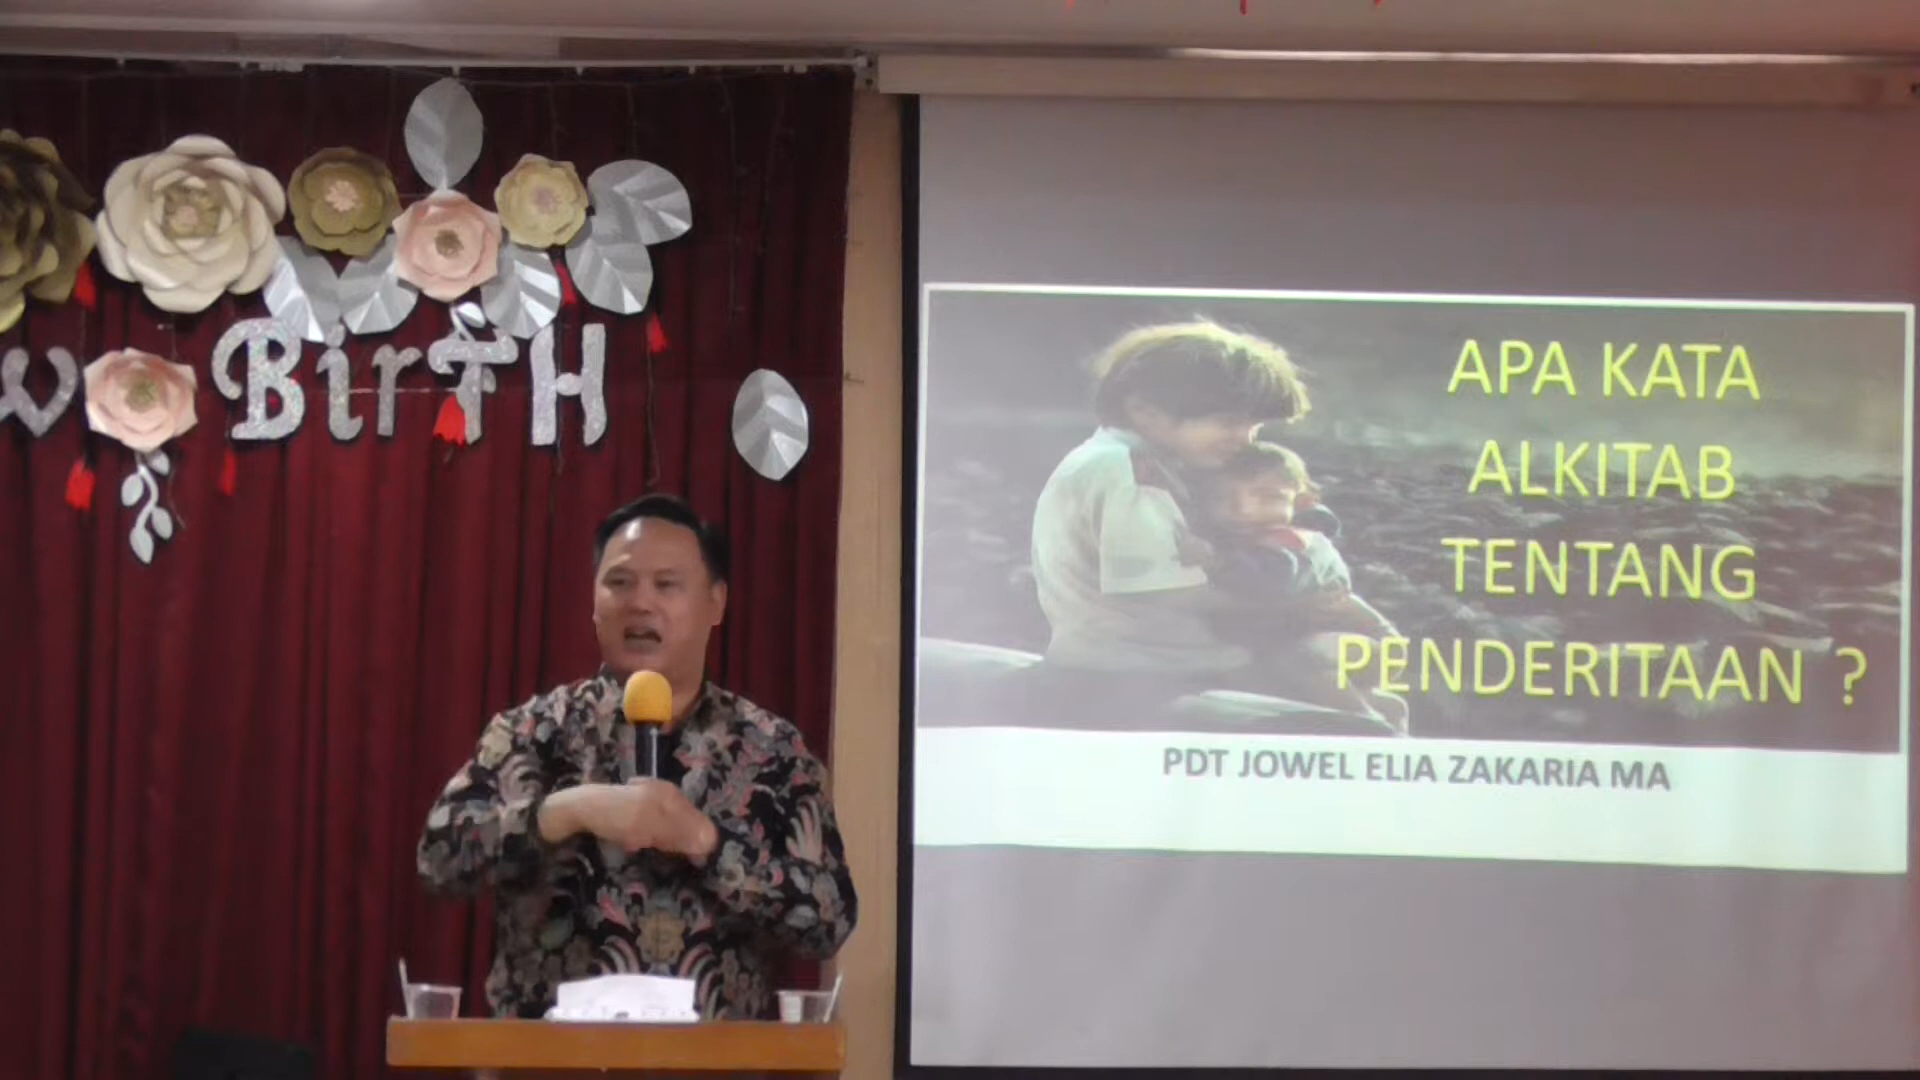 BirTH
APA KATA
ALKITAB
TENTANG
PENDERITAAN ?
PDT JOWEL ELIA ZAKARIA MA